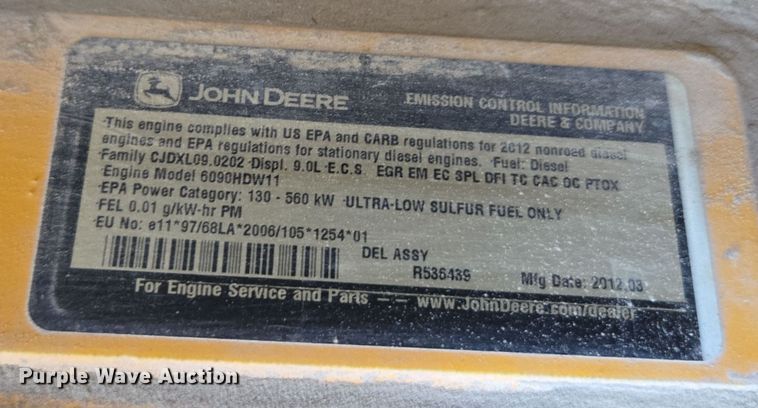 JOHN DEERE
EMISSION CONTROL INFORMATION
DEERE & COMPANY
This engine complies with US EPA and CARB regulations for 2012 nonroad diesel
engines and EPA regulations for stationary diesel engines. Fuel: Diesel
Family CJDXL09.0202 Displ. 9.0L E.C.S. EGR EM EC SPL DFI TC CAC OC PTOX
Engine Model 6090HDW11
EPA Power Category: 130 - 560 kW ULTRA-LOW SULFUR FUEL ONLY
FEL 0.01 g/kW-hr PM
EU No: e11*97/68LA*2006/105*1254*01
DEL ASSY
R536439 Mfg Date: 2012.03
For Engine Service and Parts -- www.JohnDeere.com/dealer
Purple Wave Auction